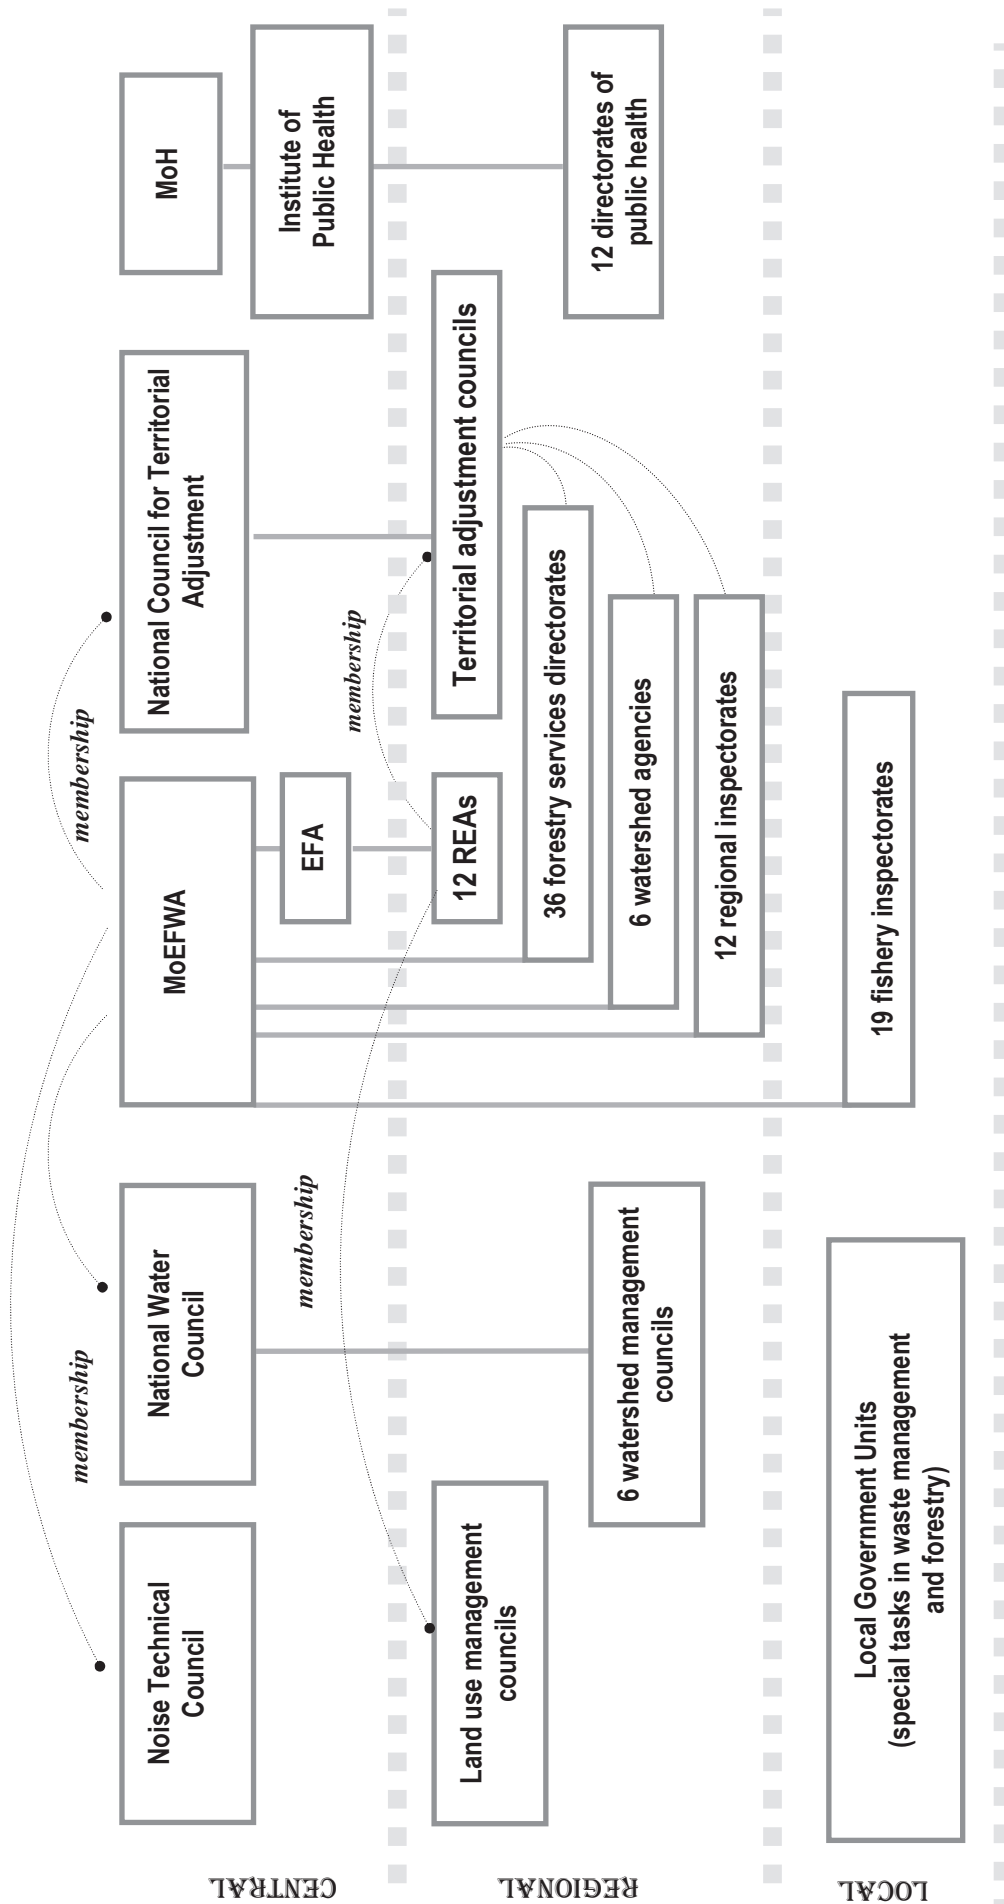 CENTRAL
membership
membership
Noise Technical
Council
National Water
Council
MoEFWA
National Council for Territorial
Adjustment
MoH
EFA
Institute of
Public Health
membership
membership
REGIONAL
Land use management
councils
6 watershed management
councils
12 REAs
Territorial adjustment councils
36 forestry services directorates
6 watershed agencies
12 regional inspectorates
12 directorates of
public health
LOCAL
Local Government Units
(special tasks in waste management
and forestry)
19 fishery inspectorates